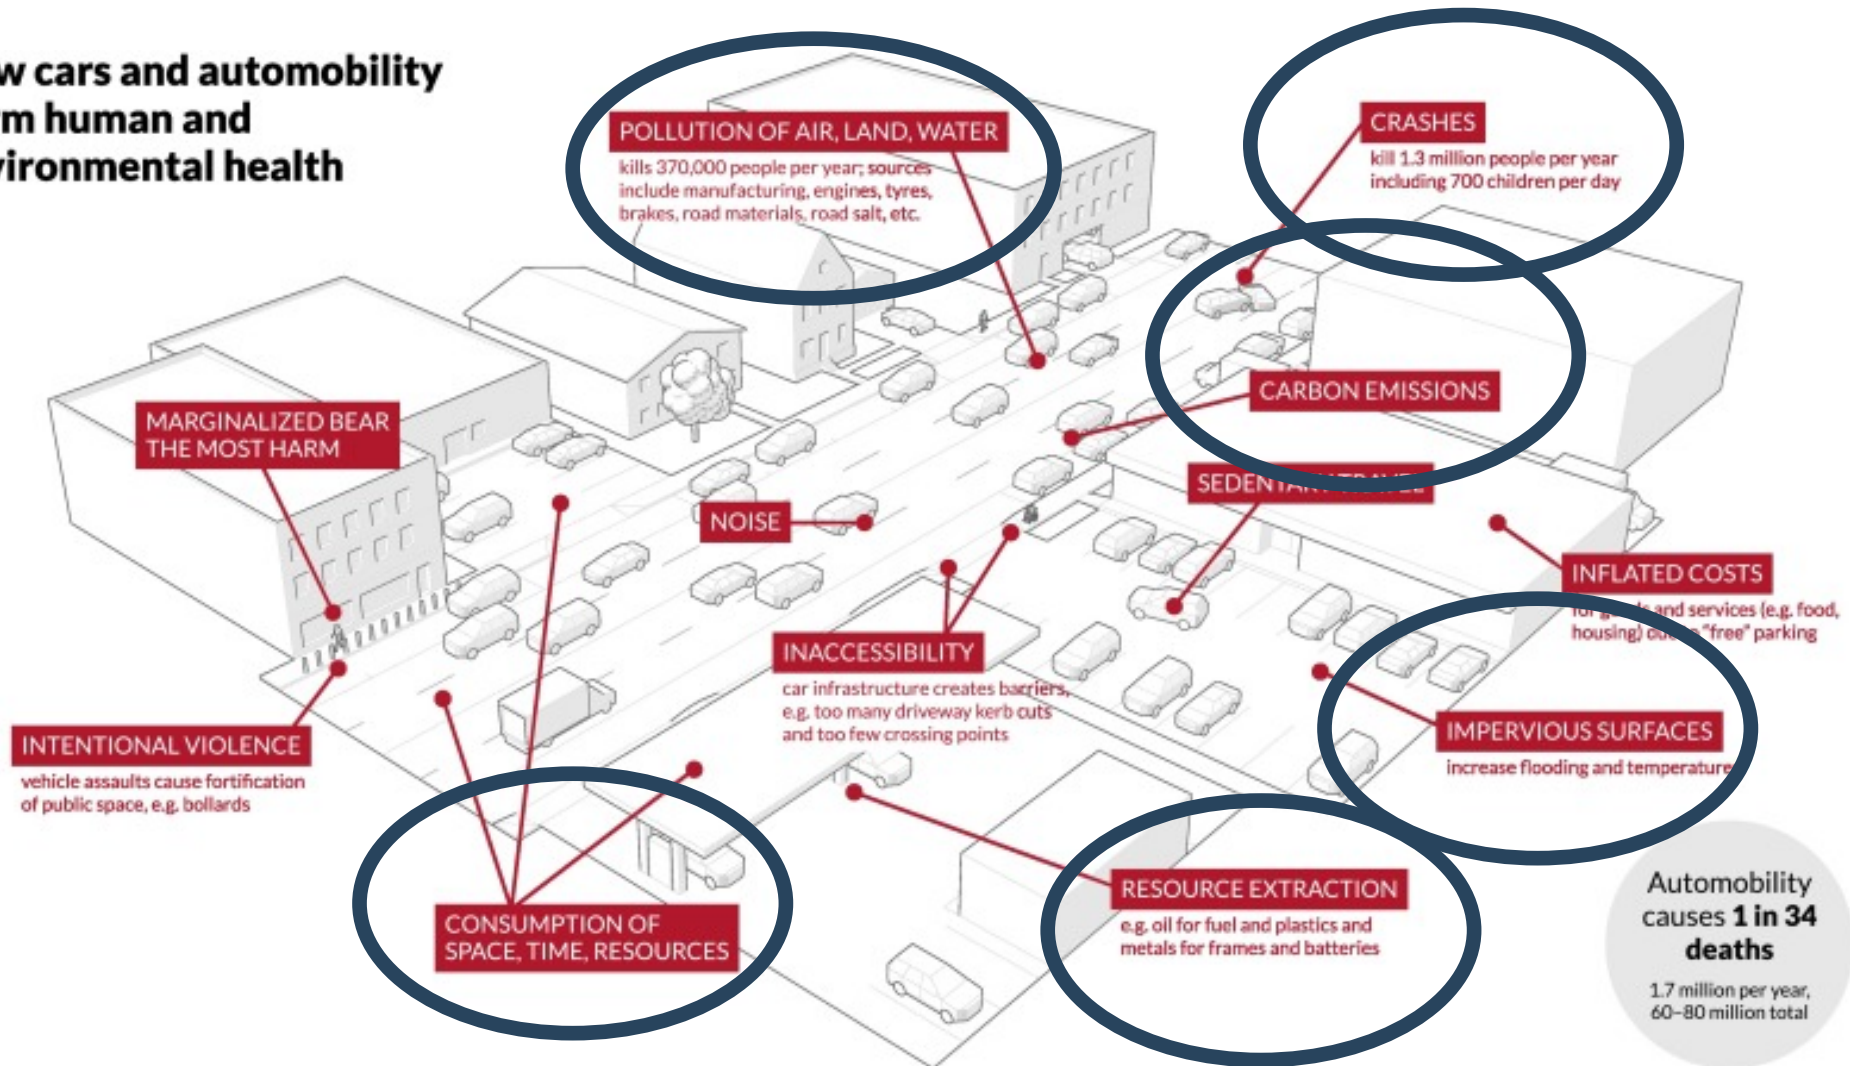 w cars and automobility
rm human and
vironmental health
POLLUTION OF AIR, LAND, WATER
kills 370,000 people per year; sources
include manufacturing, engines, tyres,
brakes, road materials, road salt, etc.
CRASHES
kill 1.3 million people per year
including 700 children per day
CARBON EMISSIONS
MARGINALIZED BEAR
THE MOST HARM
SEDENTARY TRAVEL
NOISE
INFLATED COSTS
and services (e.g. food,
housing) "free" parking
INACCESSIBILITY
car infrastructure creates barriers,
e.g. too many driveway kerb cuts
and too few crossing points
IMPERVIOUS SURFACES
increase flooding and temperature
INTENTIONAL VIOLENCE
vehicle assaults cause fortification
of public space, e.g. bollards
RESOURCE EXTRACTION
e.g. oil for fuel and plastics and
metals for frames and batteries
CONSUMPTION OF
SPACE, TIME, RESOURCES
Automobility
causes 1 in 34
deaths
1.7 million per year,
60–80 million total